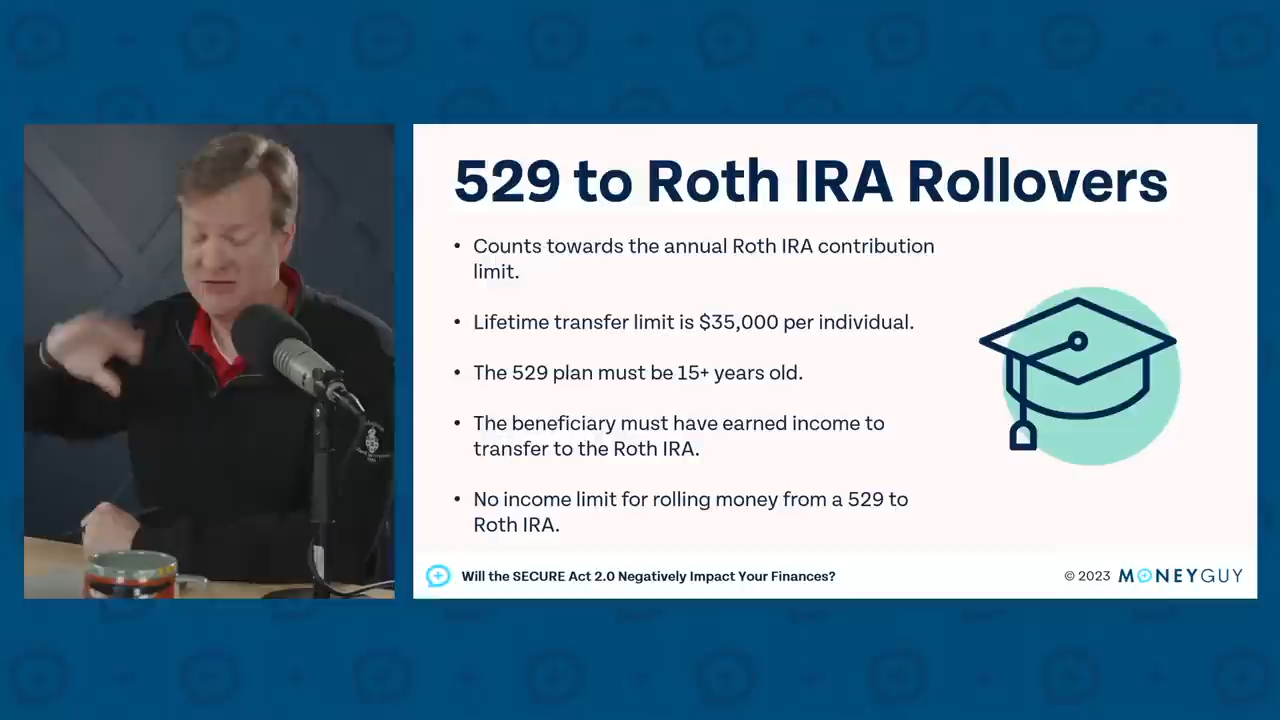 529 to Roth IRA Rollovers
• Counts towards the annual Roth IRA contribution
limit.
• Lifetime transfer limit is $35,000 per individual.
• The 529 plan must be 15+ years old.
• The beneficiary must have earned income to
transfer to the Roth IRA.
• No income limit for rolling money from a 529 to
Roth IRA.
Will the SECURE Act 2.0 Negatively Impact Your Finances?
© 2023 MONEYGUY